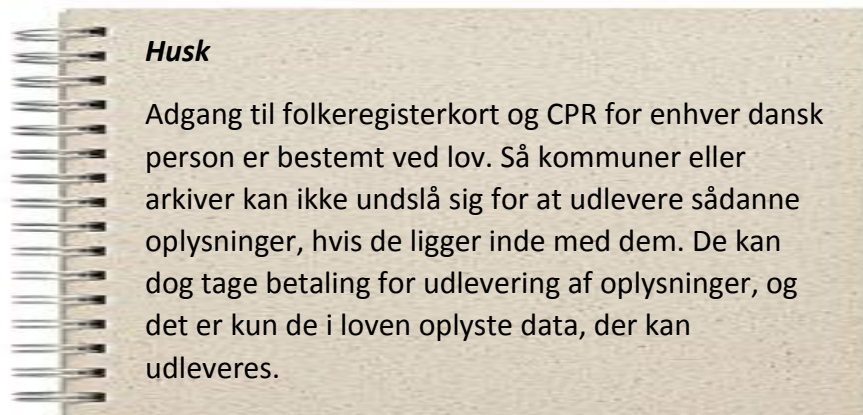 Husk
Adgang til folkeregisterkort og CPR for enhver dansk
person er bestemt ved lov. Så kommuner eller
arkiver kan ikke undslå sig for at udlevere sådanne
oplysninger, hvis de ligger inde med dem. De kan
dog tage betaling for udlevering af oplysninger, og
det er kun de i loven oplyste data, der kan
udleveres.